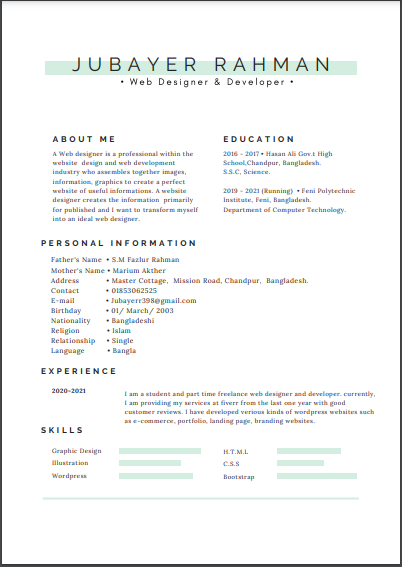 JUBAYER RAHMAN
• Web Designer & Developer •
ABOUT ME
A Web designer is a professional within the
website design and web development
industry who assembles together images,
information, graphics to create a perfect
website of useful informations. A website
designer creates the information primarily
for published and I want to transform myself
into an ideal web designer.
EDUCATION
2016 - 2017 • Hasan Ali Gov.t High
School,Chandpur, Bangladesh.
S.S.C, Science.
2019 - 2021 (Running) • Feni Polytechnic
Institute, Feni, Bangladesh.
Department of Computer Technology.
PERSONAL INFORMATION
Father's Name • S.M Fazlur Rahman
Mother's Name • Marium Akther
Address • Master Cottage, Mission Road, Chandpur, Bangladesh.
Contact • 01853062525
E-mail • Jubayerr398@gmail.com
Birthday • 01/ March/ 2003
Nationality • Bangladeshi
Religion • Islam
Relationship • Single
Language • Bangla
EXPERIENCE
2020-2021
I am a student and part time freelance web designer and developer. currently,
I am providing my services at fiverr from the last one year with good
customer reviews. I have developed verious kinds of wordpress websites such
as e-commerce, portfolio, landing page, branding websites.
SKILLS
Graphic Design
Illustration
Wordpress
H.T.M.L
C.S.S
Bootstrap